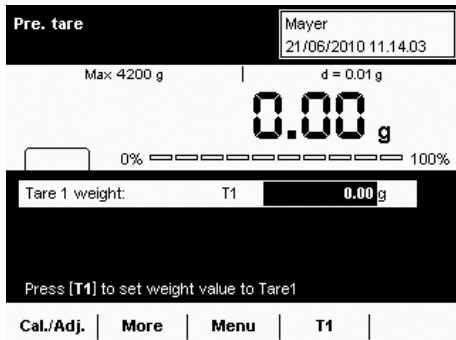 Pre. tare
Mayer
21/06/2010 11.14.03
Max 4200 g | d = 0.01 g
0.00 g
0% 100%
Tare 1 weight: T1 0.00 g
Press [T1] to set weight value to Tare1
Cal./Adj. | More | Menu | T1 |